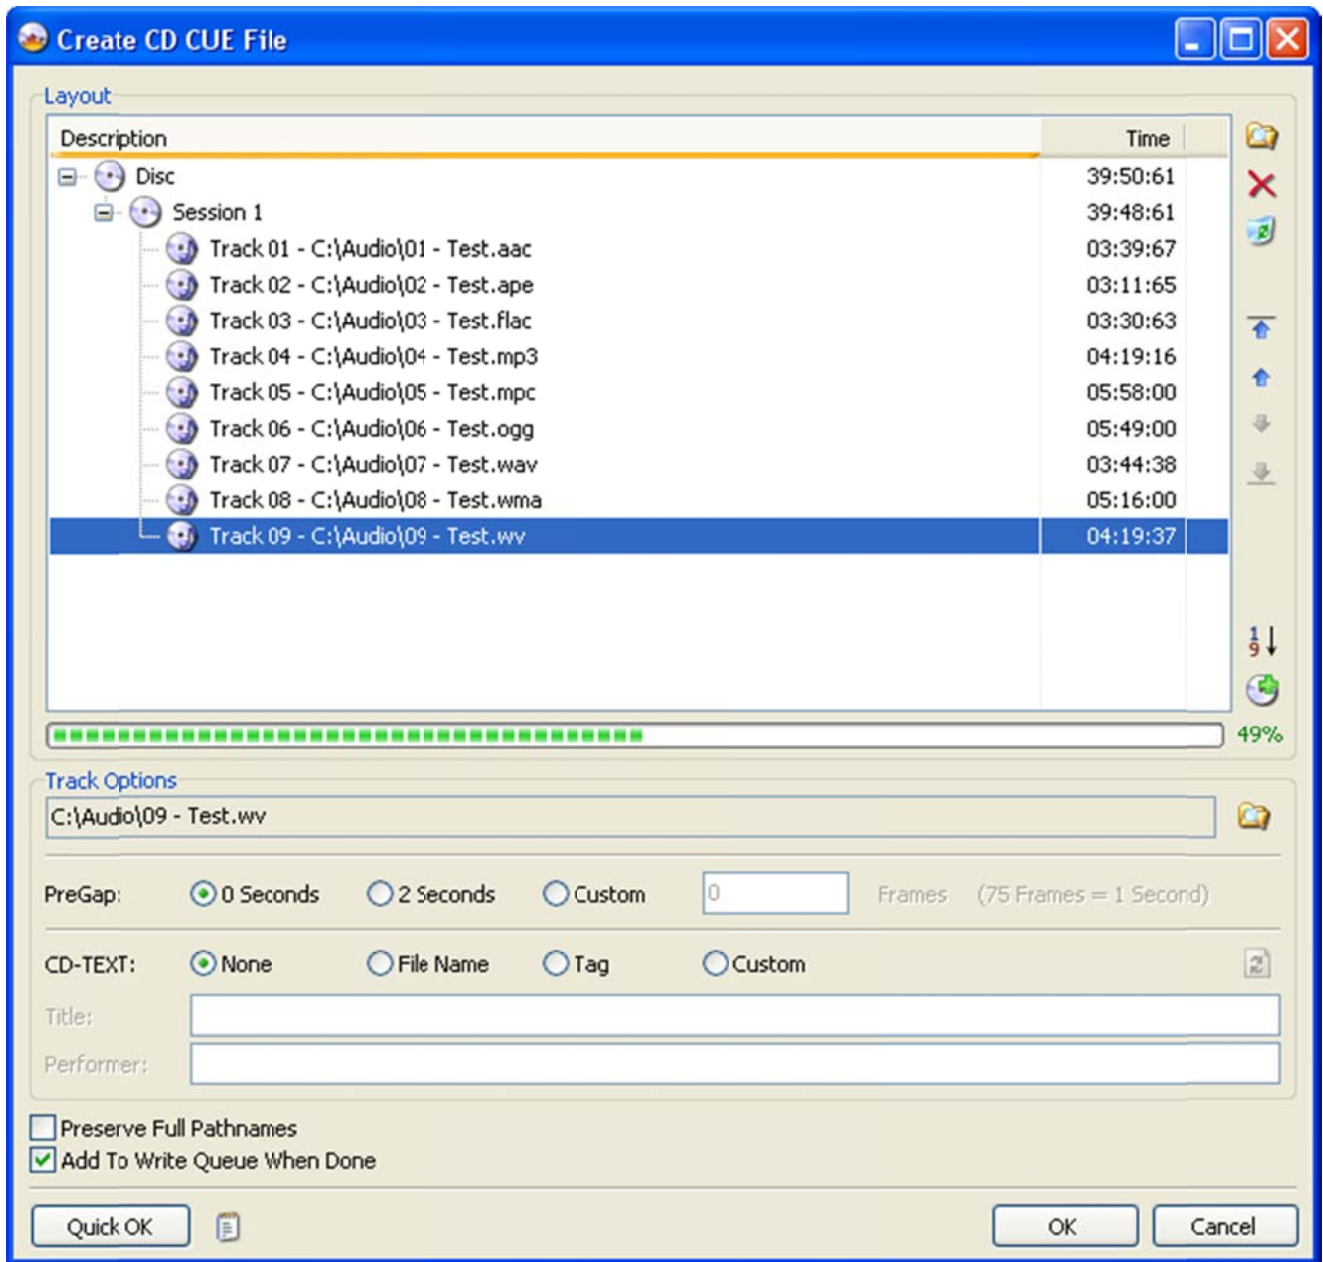 Create CD CUE File
Layout
Description Time
Disc 39:50:61
Session 1 39:48:61
Track 01 - C:\Audio\01 - Test.aac 03:39:67
Track 02 - C:\Audio\02 - Test.ape 03:11:65
Track 03 - C:\Audio\03 - Test.flac 03:30:63
Track 04 - C:\Audio\04 - Test.mp3 04:19:16
Track 05 - C:\Audio\05 - Test.mpc 05:58:00
Track 06 - C:\Audio\06 - Test.ogg 05:49:00
Track 07 - C:\Audio\07 - Test.wav 03:44:38
Track 08 - C:\Audio\08 - Test.wma 05:16:00
Track 09 - C:\Audio\09 - Test.wv 04:19:37
1
9
49%
Track Options
C:\Audio\09 - Test.wv
PreGap: 0 Seconds 2 Seconds Custom 0 Frames (75 Frames = 1 Second)
CD-TEXT: None File Name Tag Custom
Title:
Performer:
Preserve Full Pathnames
Add To Write Queue When Done
Quick OK OK Cancel